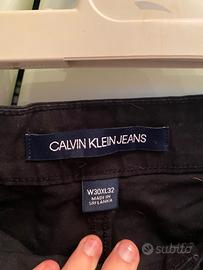 CALVIN KLEIN JEANS
W30XL32
MADE IN
SRI LANKA
subito